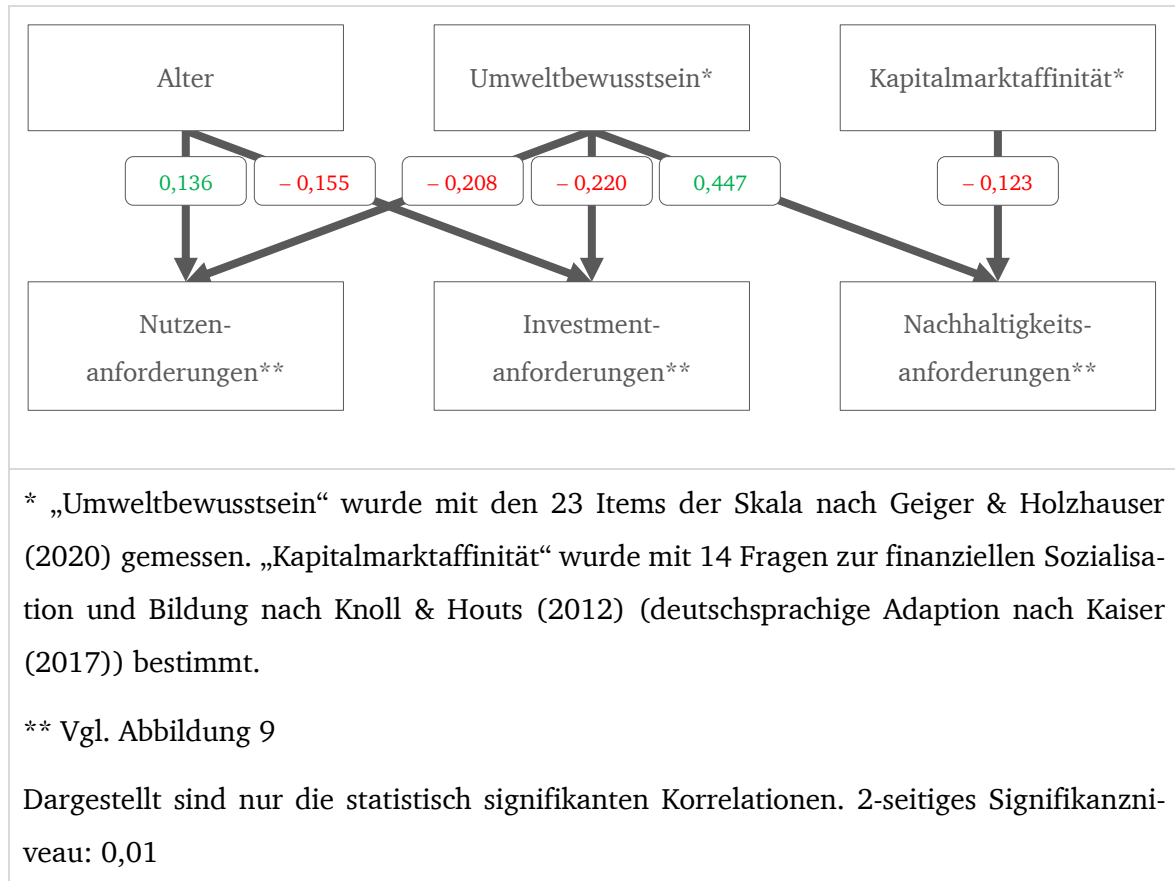 Alter
Umweltbewusstsein*
Kapitalmarktaffinität*
0,136
– 0,155
– 0,208
– 0,220
0,447
– 0,123
Nutzen-
anforderungen**
Investment-
anforderungen**
Nachhaltigkeits-
anforderungen**
* „Umweltbewusstsein“ wurde mit den 23 Items der Skala nach Geiger & Holzhauser
(2020) gemessen. „Kapitalmarktaffinität“ wurde mit 14 Fragen zur finanziellen Sozialisa-
tion und Bildung nach Knoll & Houts (2012) (deutschsprachige Adaption nach Kaiser
(2017)) bestimmt.
** Vgl. Abbildung 9
Dargestellt sind nur die statistisch signifikanten Korrelationen. 2-seitiges Signifikanzni-
veau: 0,01